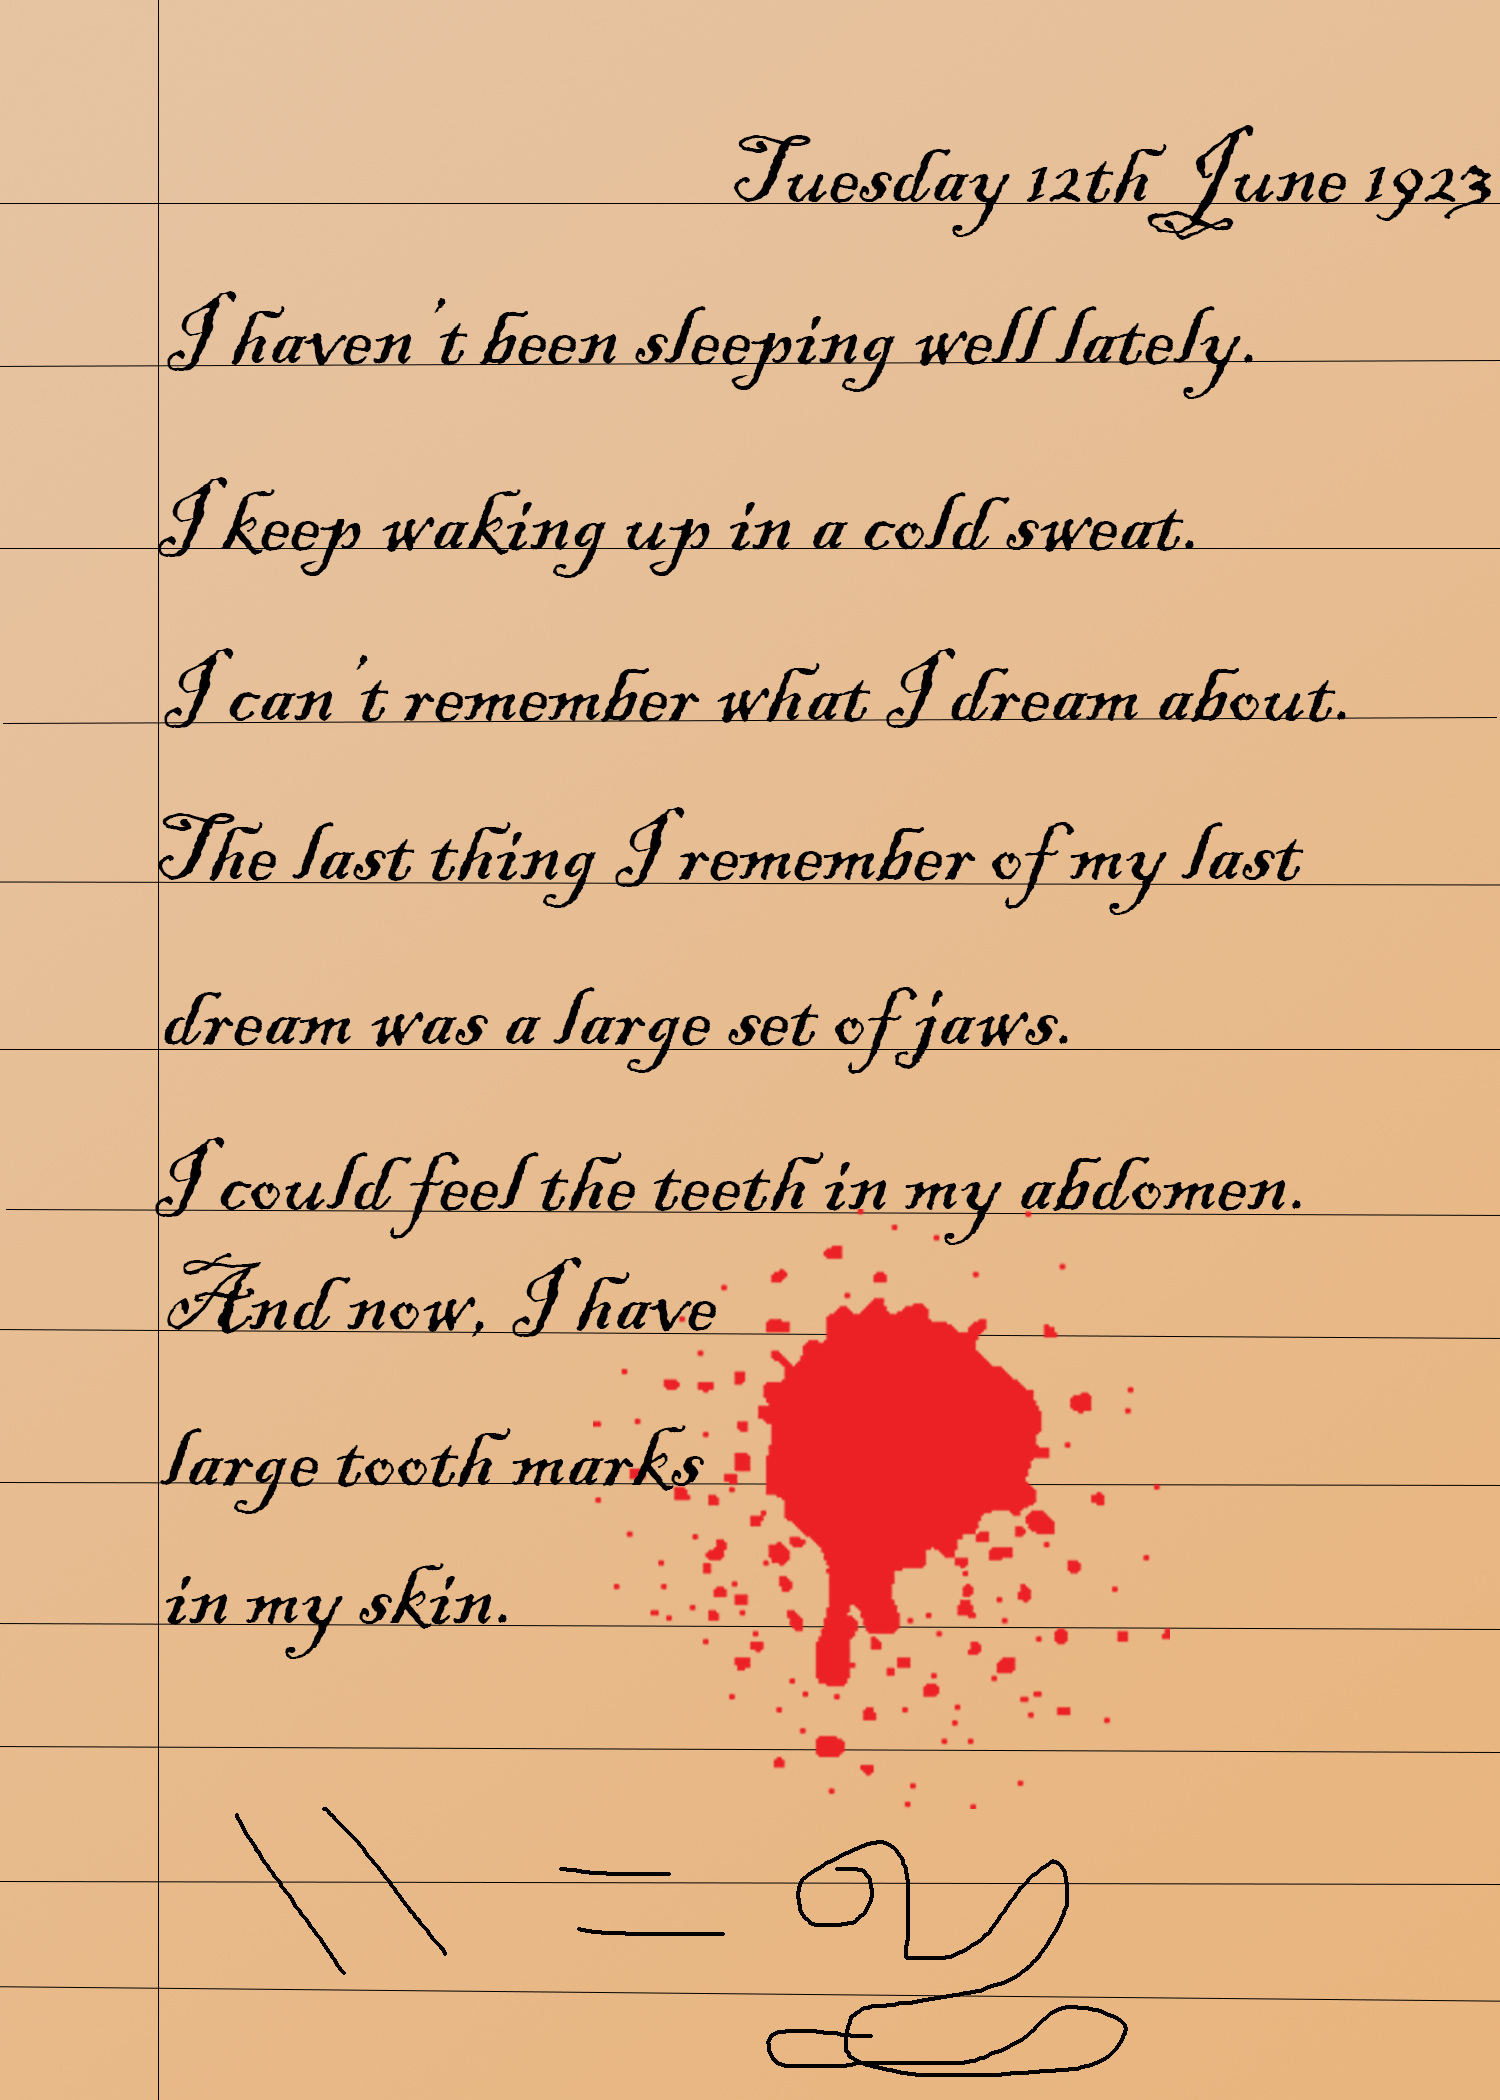 Tuesday 12th June 1923
I haven't been sleeping well lately.
I keep waking up in a cold sweat.
I can't remember what I dream about.
The last thing I remember of my last
dream was a large set of jaws.
I could feel the teeth in my abdomen.
And now, I have
large tooth marks
in my skin.